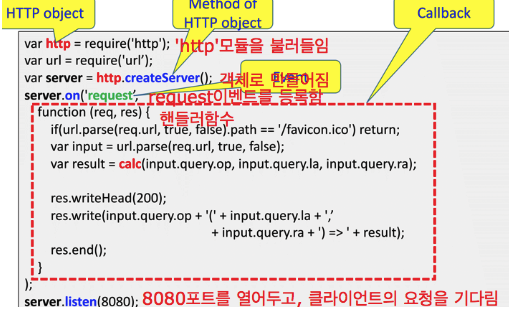 HTTP object
Method of
HTTP object
Callback
var http = require('http'); 'http'모듈을 불러들임
var url = require('url');
var server = http.createServer(); 객체로 만들어짐
server.on('request', request이벤트를 등록함
function (req, res) { 핸들러함수
if(url.parse(req.url, true, false).path == '/favicon.ico') return;
var input = url.parse(req.url, true, false);
var result = calc(input.query.op, input.query.la, input.query.ra);
res.writeHead(200);
res.write(input.query.op + '(' + input.query.la + ','
+ input.query.ra + ') => ' + result);
res.end();
}
);
server.listen(8080); 8080포트를 열어두고, 클라이언트의 요청을 기다림